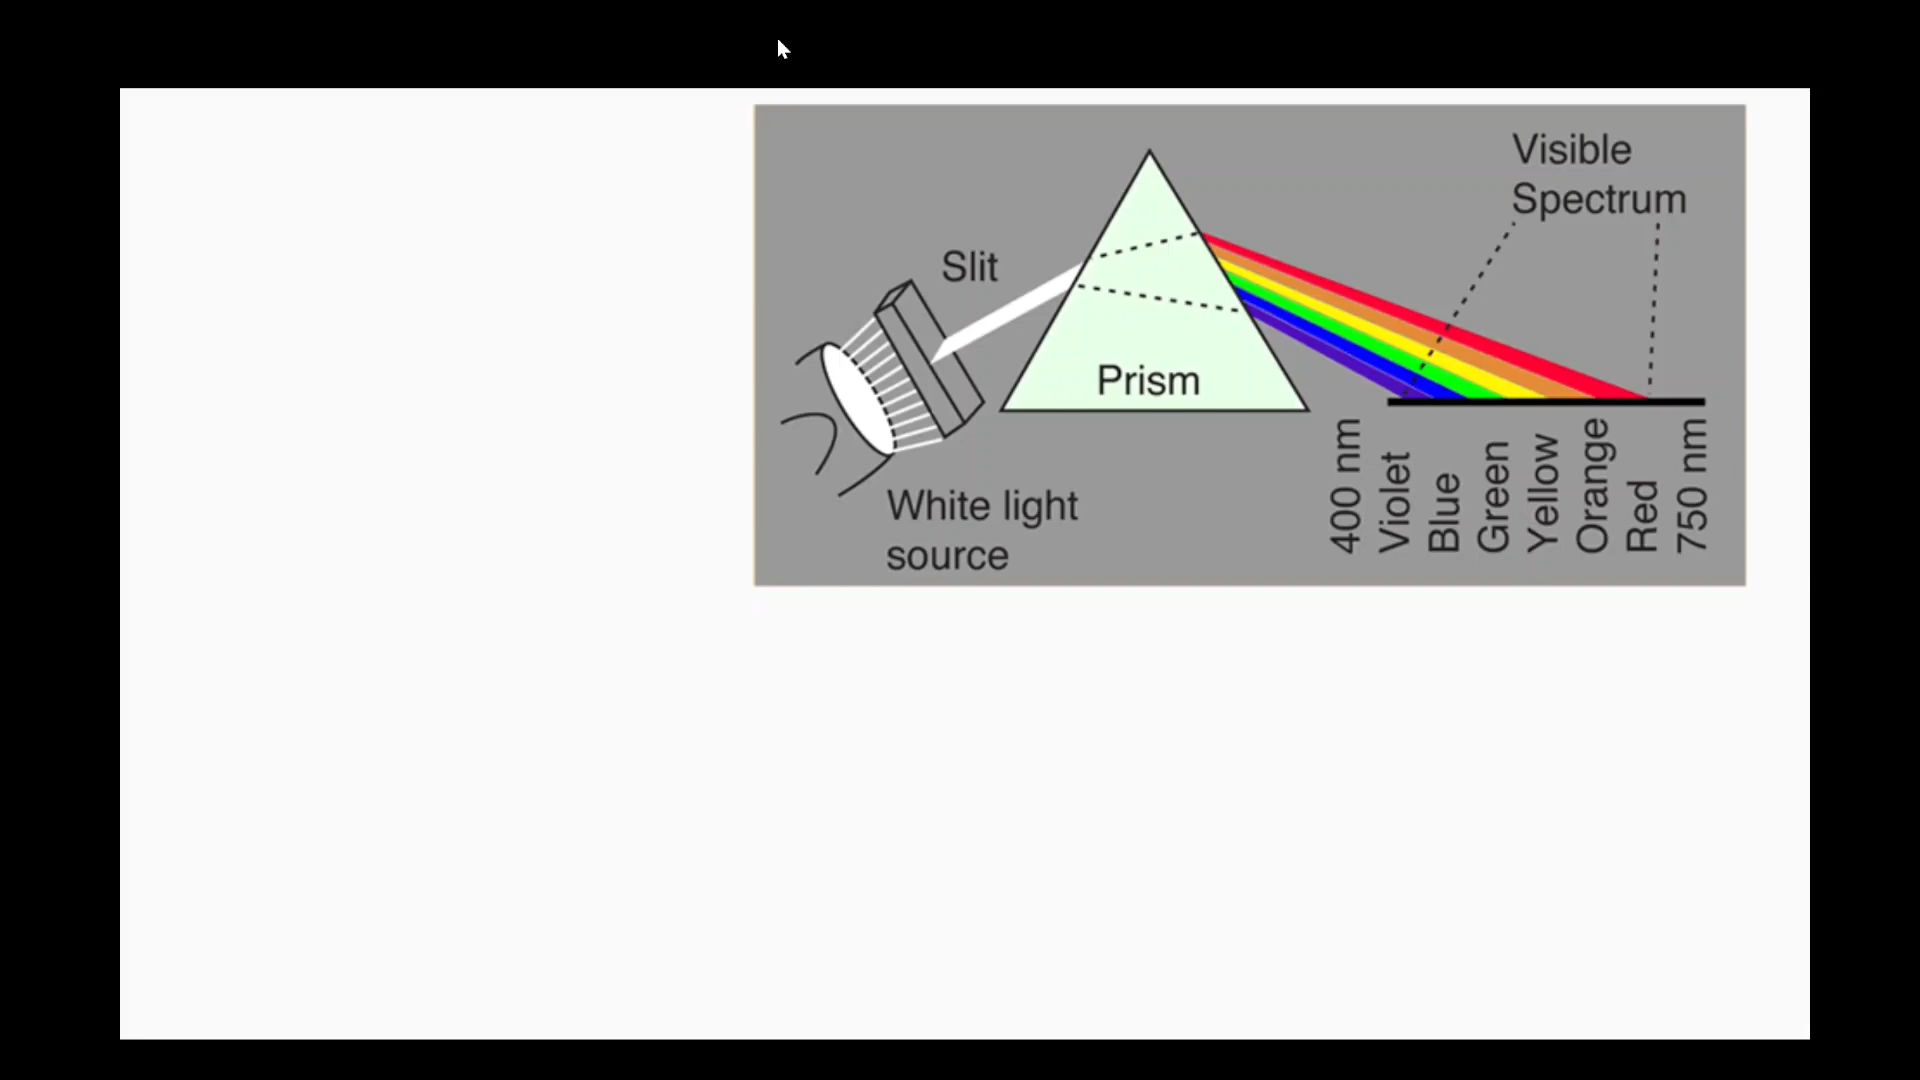 Visible
Spectrum
Slit
Prism
White light
source
400 nm
Violet
Blue
Green
Yellow
Orange
Red
750 nm